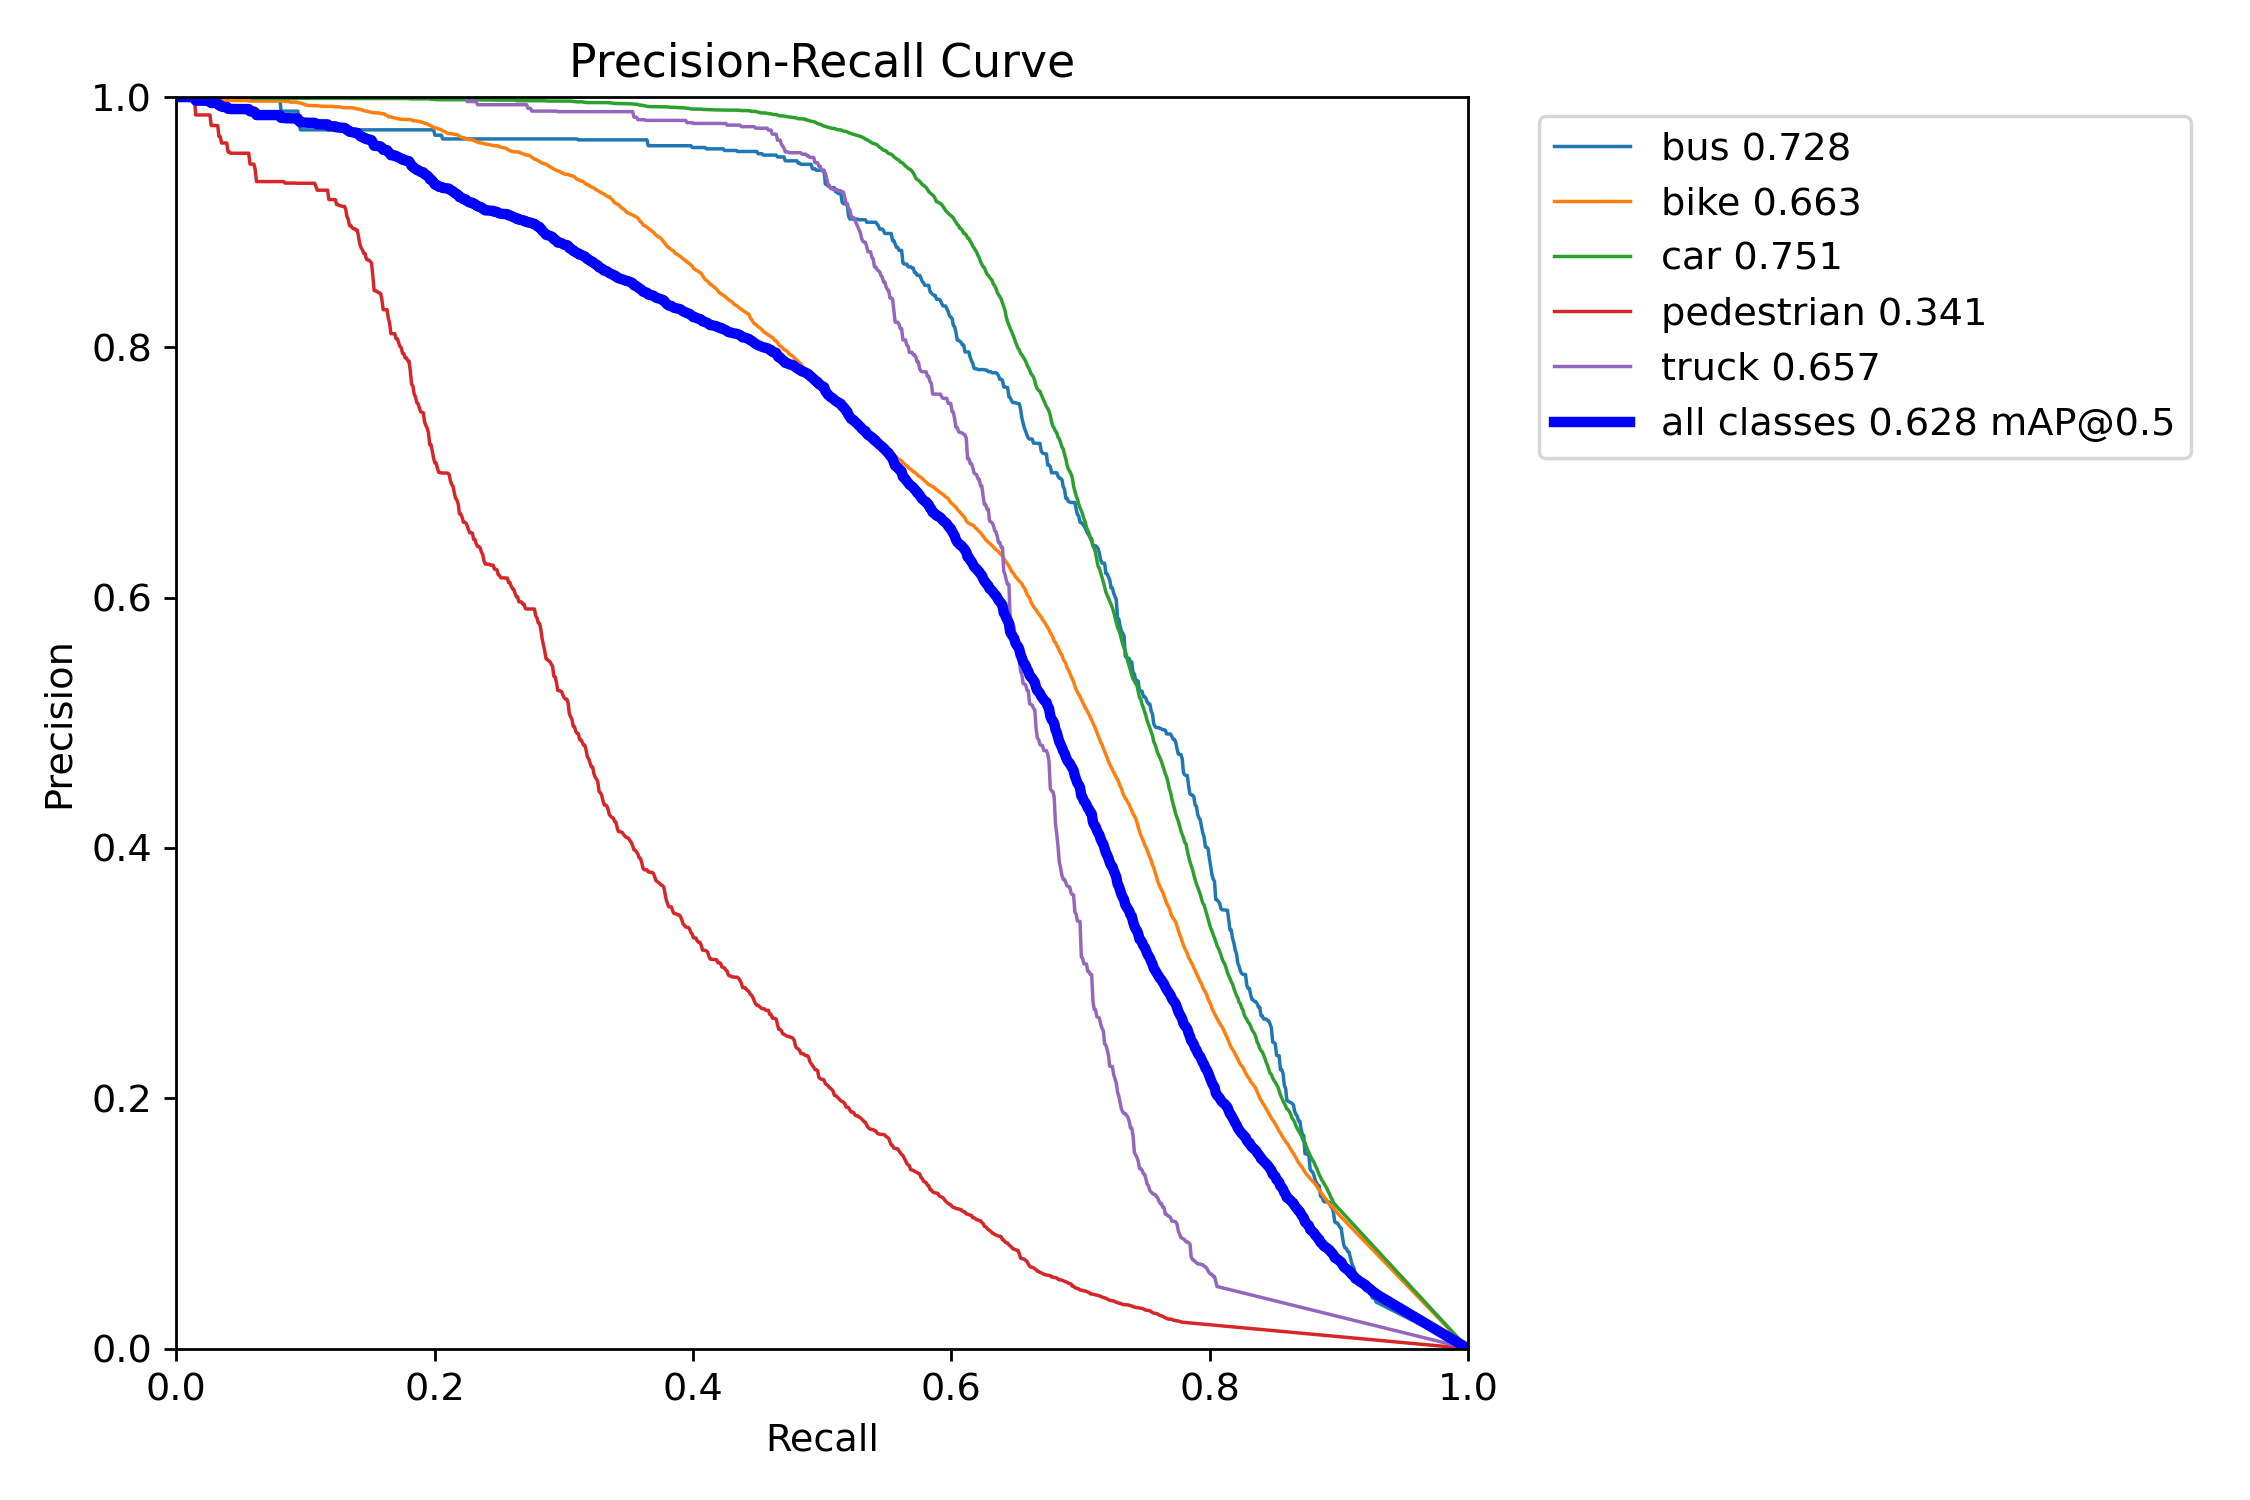 Precision-Recall Curve
1.0
0.8
0.6
0.4
0.2
0.0
Precision
0.0 0.2 0.4 0.6 0.8 1.0
Recall
bus 0.728
bike 0.663
car 0.751
pedestrian 0.341
truck 0.657
all classes 0.628 mAP@0.5